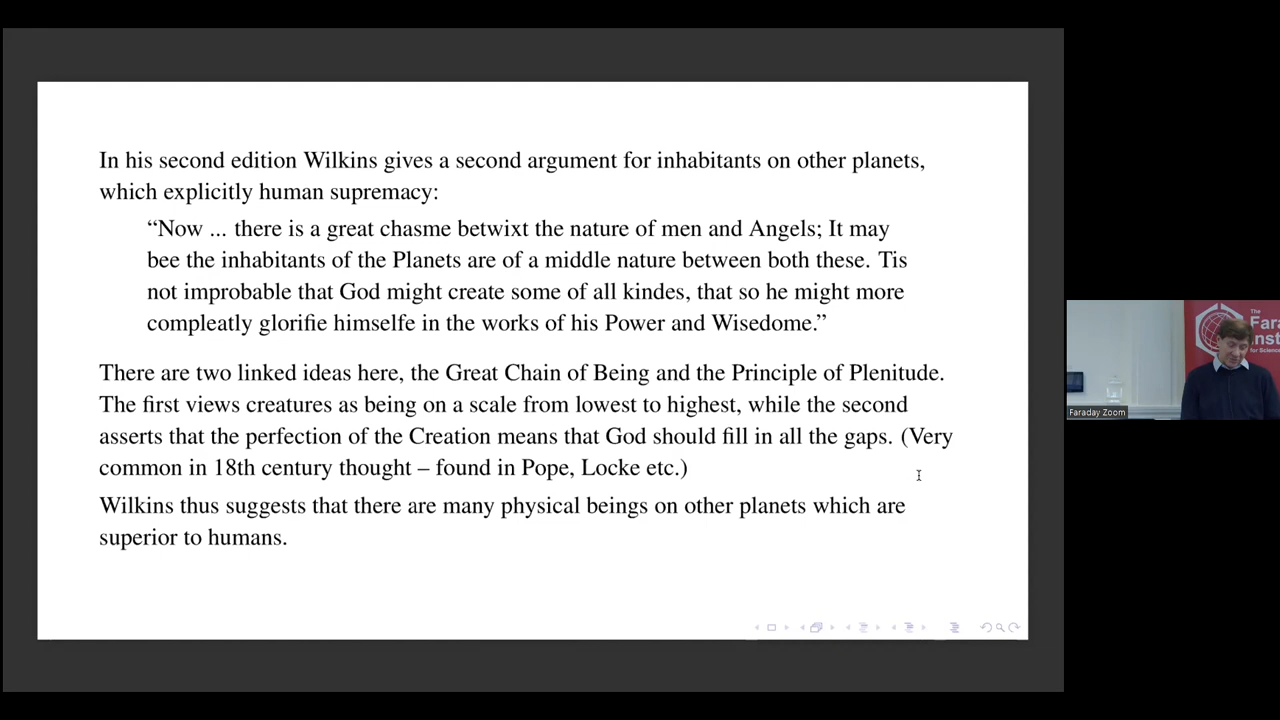 In his second edition Wilkins gives a second argument for inhabitants on other planets,
which explicitly human supremacy:
“Now ... there is a great chasme betwixt the nature of men and Angels; It may
bee the inhabitants of the Planets are of a middle nature between both these. Tis
not improbable that God might create some of all kindes, that so he might more
compleatly glorifie himselfe in the works of his Power and Wisedome.”
There are two linked ideas here, the Great Chain of Being and the Principle of Plenitude.
The first views creatures as being on a scale from lowest to highest, while the second
asserts that the perfection of the Creation means that God should fill in all the gaps. (Very
common in 18th century thought – found in Pope, Locke etc.)
Wilkins thus suggests that there are many physical beings on other planets which are
superior to humans.
The
Fara
Inst
for Science
Faraday Zoom